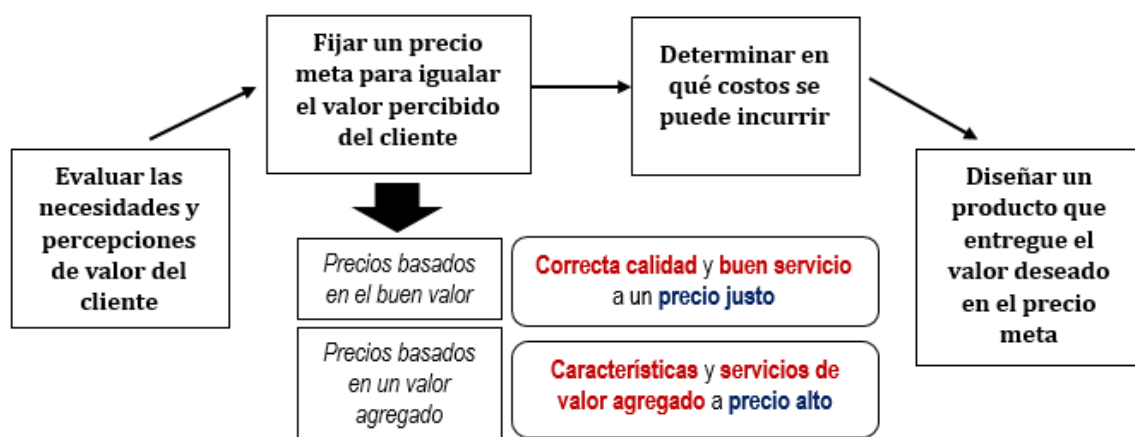 Evaluar las
necesidades y
percepciones
de valor del
cliente
Fijar un precio
meta para igualar
el valor percibido
del cliente
Determinar en
qué costos se
puede incurrir
Diseñar un
producto que
entregue el
valor deseado
en el precio
meta
Precios basados
en el buen valor
Correcta calidad y buen servicio
a un precio justo
Precios basados
en un valor
agregado
Características y servicios de
valor agregado a precio alto